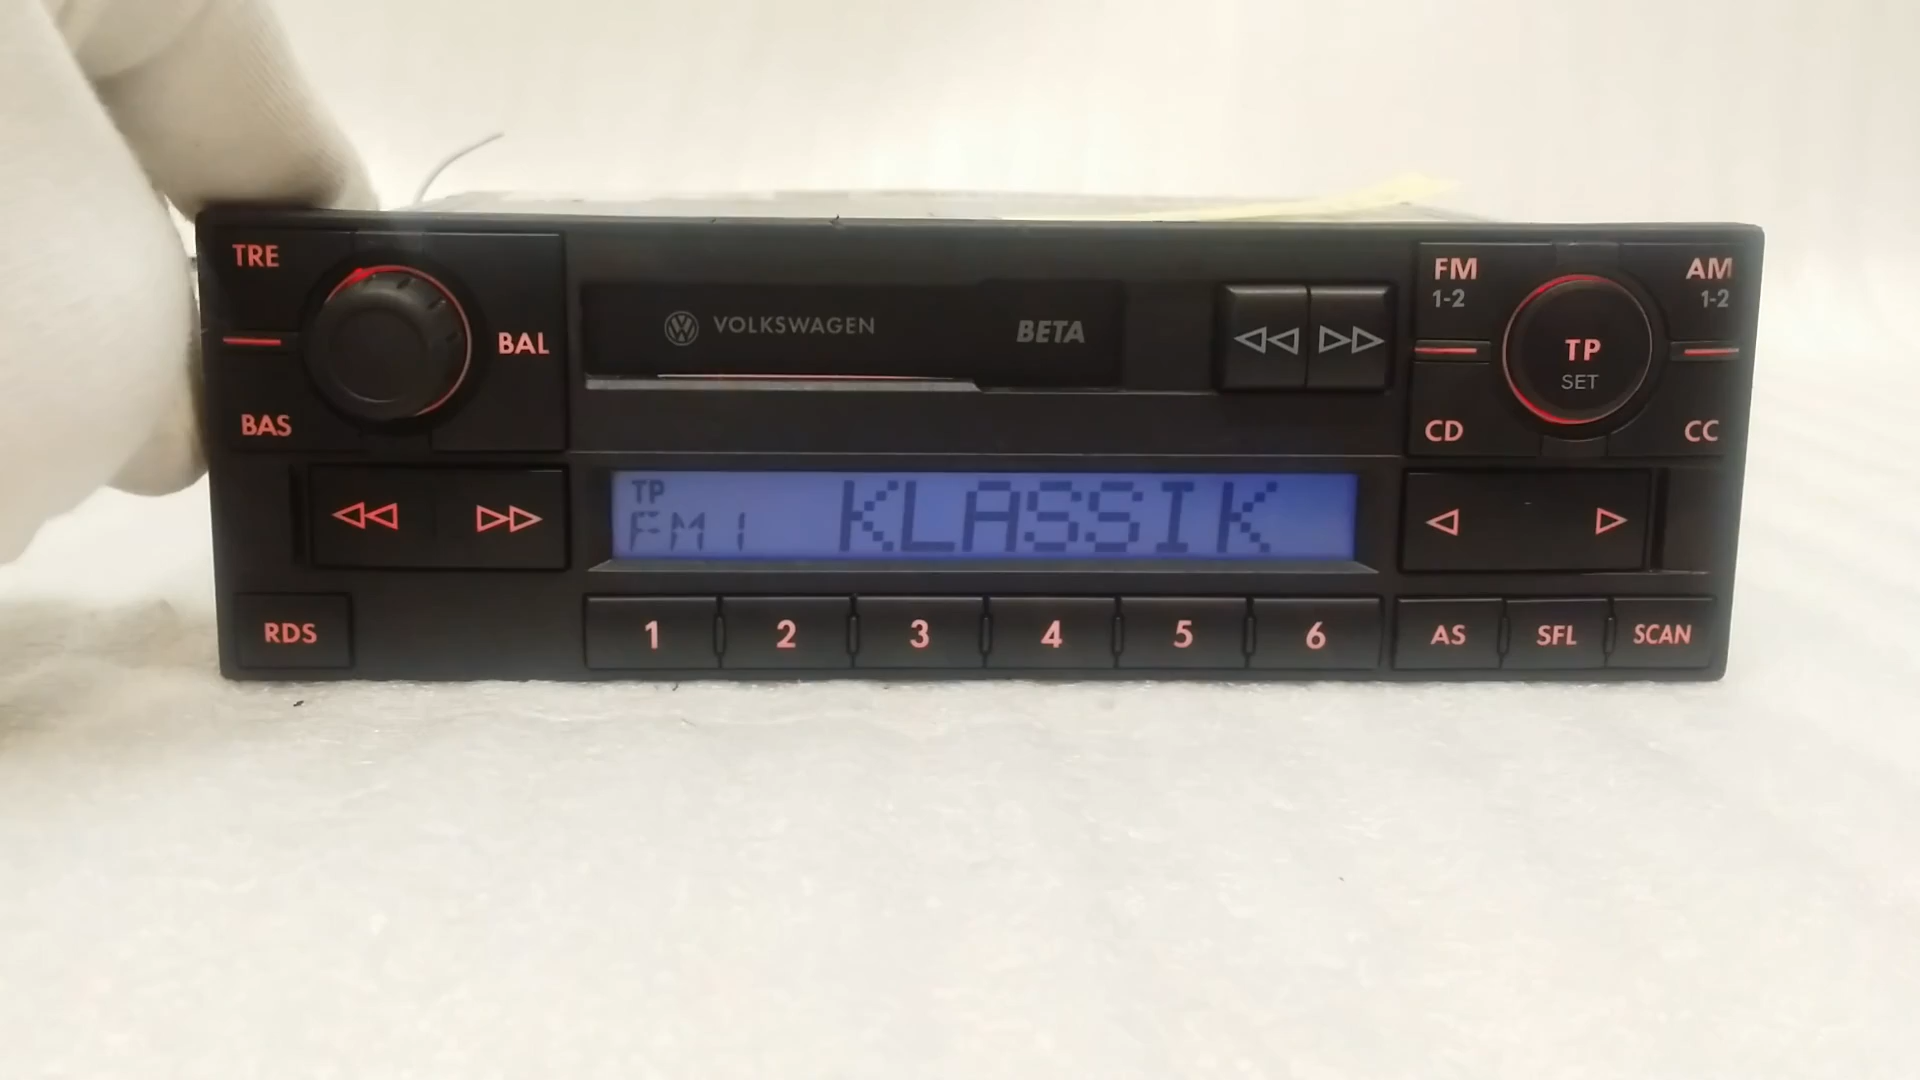 TRE
BAL
BAS
VOLKSWAGEN BETA
FM
1-2
AM
1-2
TP
SET
CD
CC
TP
FM1 KLASSIK
RDS
1 2 3 4 5 6
AS SFL SCAN